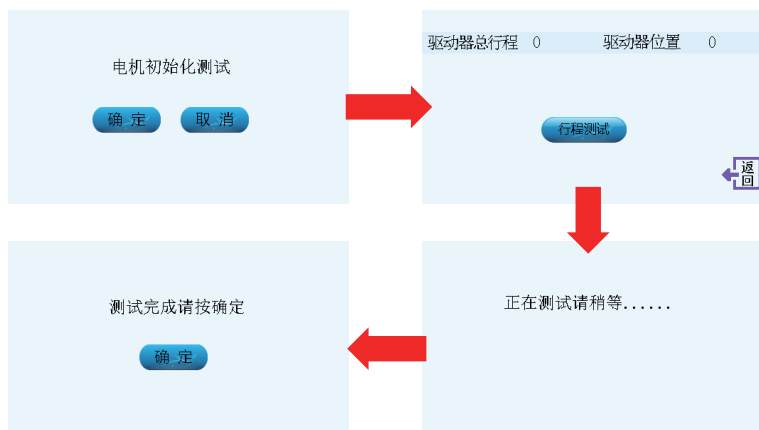 电机初始化测试
确 定 取 消
驱动器总行程 0 驱动器位置 0
行程测试
返回
正在测试请稍等......
测试完成请按确定
确 定